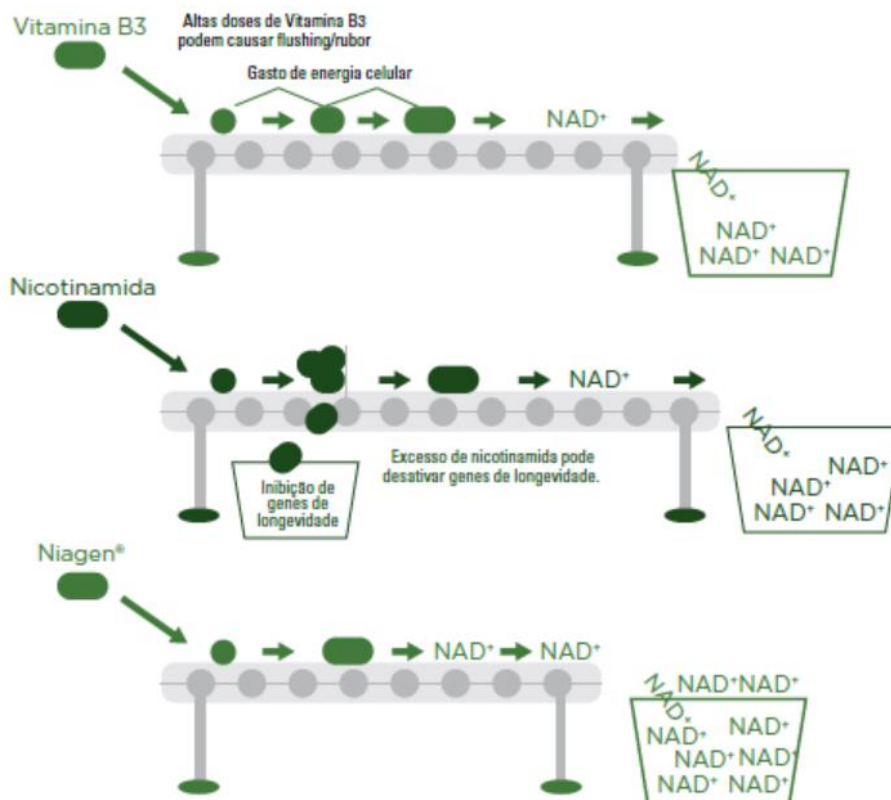 Vitamina B3
Altas doses de Vitamina B3
podem causar flushing/rubor
Gasto de energia celular
NAD⁺
NAD⁺
NAD⁺
NAD⁺ NAD⁺
Nicotinamida
NAD⁺
Excesso de nicotinamida pode
desativar genes de longevidade.
Inibição de
genes de
longevidade
NAD⁺
NAD⁺
NAD⁺
NAD⁺ NAD⁺
Niagen®
NAD⁺ NAD⁺
NAD⁺ NAD⁺NAD⁺
NAD⁺ NAD⁺
NAD⁺ NAD⁺
NAD⁺ NAD⁺